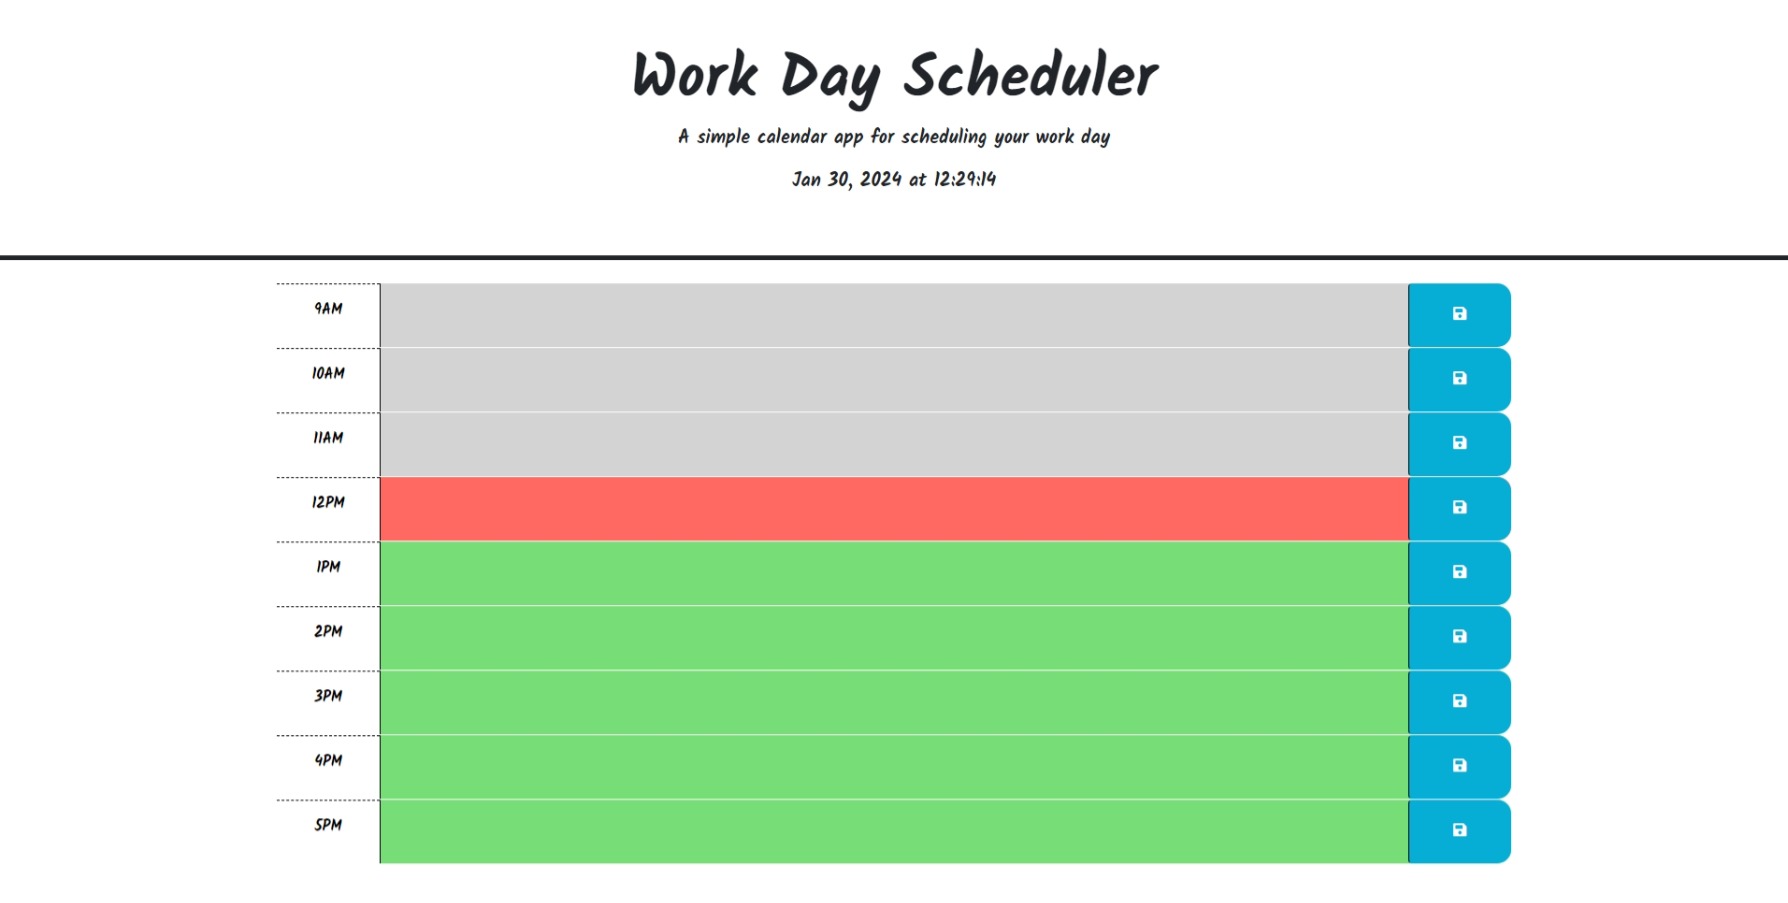 Work Day Scheduler
A simple calendar app for scheduling your work day
Jan 30, 2024 at 12:29:14
9AM
10AM
11AM
12PM
1PM
2PM
3PM
4PM
5PM